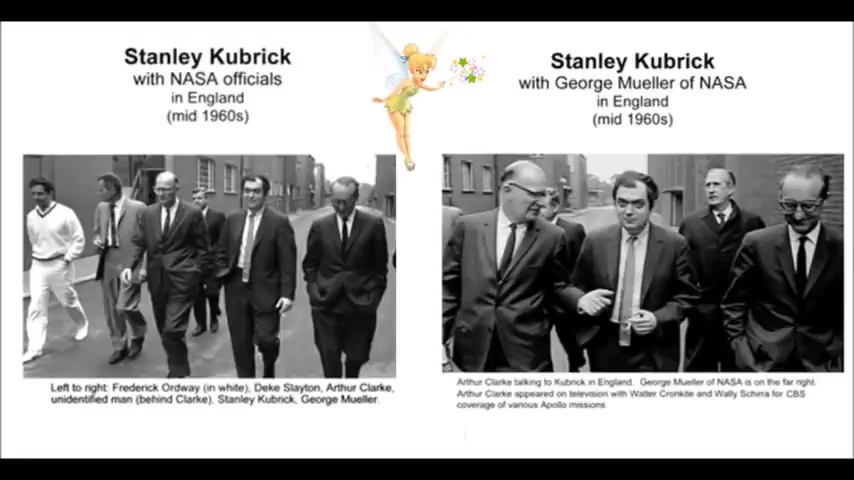 Stanley Kubrick
with NASA officials
in England
(mid 1960s)
Stanley Kubrick
with George Mueller of NASA
in England
(mid 1960s)
Left to right: Frederick Ordway (in white), Deke Slayton, Arthur Clarke,
unidentified man (behind Clarke), Stanley Kubrick, George Mueller.
Arthur Clarke talking to Kubrick in England. George Mueller of NASA is on the far right.
Arthur Clarke appeared on television with Walter Cronkite and Wally Schirra for CBS
coverage of various Apollo missions.